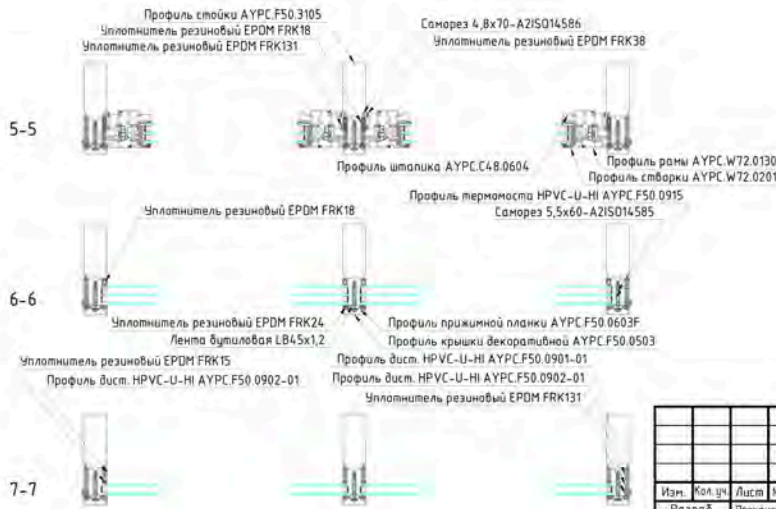 Профиль стойки AYPC.F50.3105
Уплотнитель резиновый EPDM FRK18
Уплотнитель резиновый EPDM FRK131
Саморез 4,8x70-A2ISO14586
Уплотнитель резиновый EPDM FRK38
5-5
Профиль штапика AYPC.C48.0604
Профиль рамы AYPC.W72.0130
Профиль створки AYPC.W72.0201
Профиль термомоста HPVC-U-HI AYPC.F50.0915
Саморез 5,5x60-A2ISO14585
Уплотнитель резиновый EPDM FRK18
6-6
Уплотнитель резиновый EPDM FRK24
Лента бутиловая LB45x1,2
Профиль прижимной планки AYPC.F50.0603F
Профиль крышки декоративной AYPC.F50.0503
Уплотнитель резиновый EPDM FRK15
Профиль дист. HPVC-U-HI AYPC.F50.0902-01
Профиль дист. HPVC-U-HI AYPC.F50.0901-01
Профиль дист. HPVC-U-HI AYPC.F50.0902-01
Уплотнитель резиновый EPDM FRK131
7-7
Изм. Кол.уч. Лист